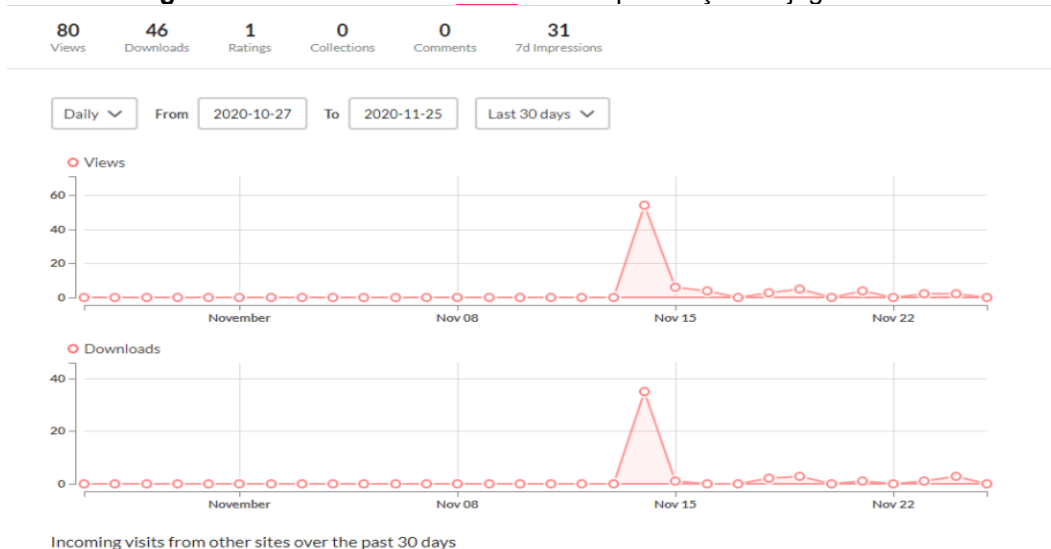 80 46 1 0 0 31
Views Downloads Ratings Collections Comments 7d Impressions
Daily From 2020-10-27 To 2020-11-25 Last 30 days
Views
60
40
20
0
November Nov 08 Nov 15 Nov 22
Downloads
40
20
0
November Nov 08 Nov 15 Nov 22
Incoming visits from other sites over the past 30 days